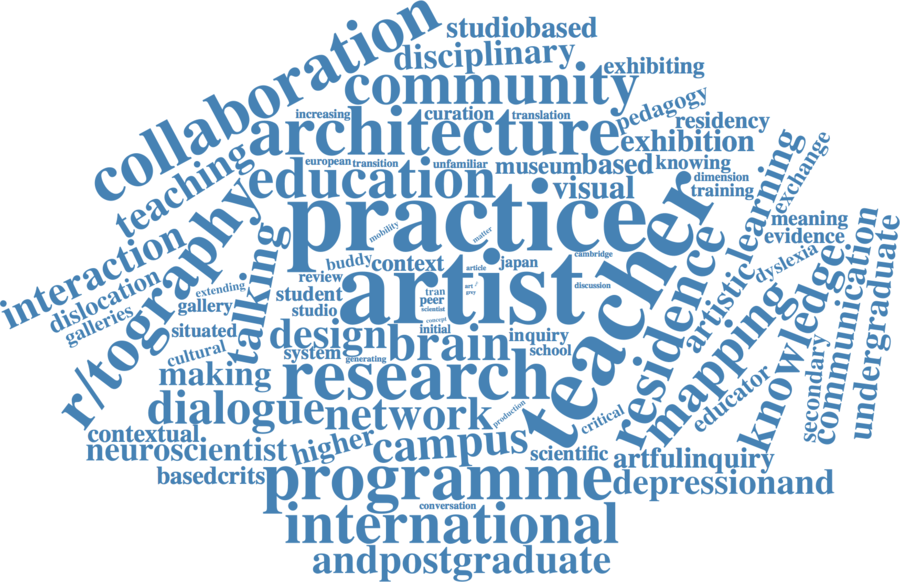 collaboration
studiobased
disciplinary
community
exhibiting
increasing
curation
translation
pedagogy
residency
architecture
exhibition
teaching
european
transition
unfamiliar
museumbased
knowing
education
visual
dimension
training
exchange
learning
practice
mobility
matter
meaning
evidence
interaction
dislocation
galleries
r/tography
talking
extending
gallery
buddy
context
article
japan
cambridge
review
student
studio
artist
tran
peer
scientist
art
grey
discussion
teacher
residence
artistic
dyslexia
knowledge
communication
undergraduate
situated
cultural
design
concept
initial
brain
inquiry
system
generating
school
mapping
secondary
making
research
educator
dialogue
network
production
critical
contextual
neuroscientist
higher
campus
scientific
artfulinquiry
basedcrits
programme
depressionand
conversation
international
andpostgraduate